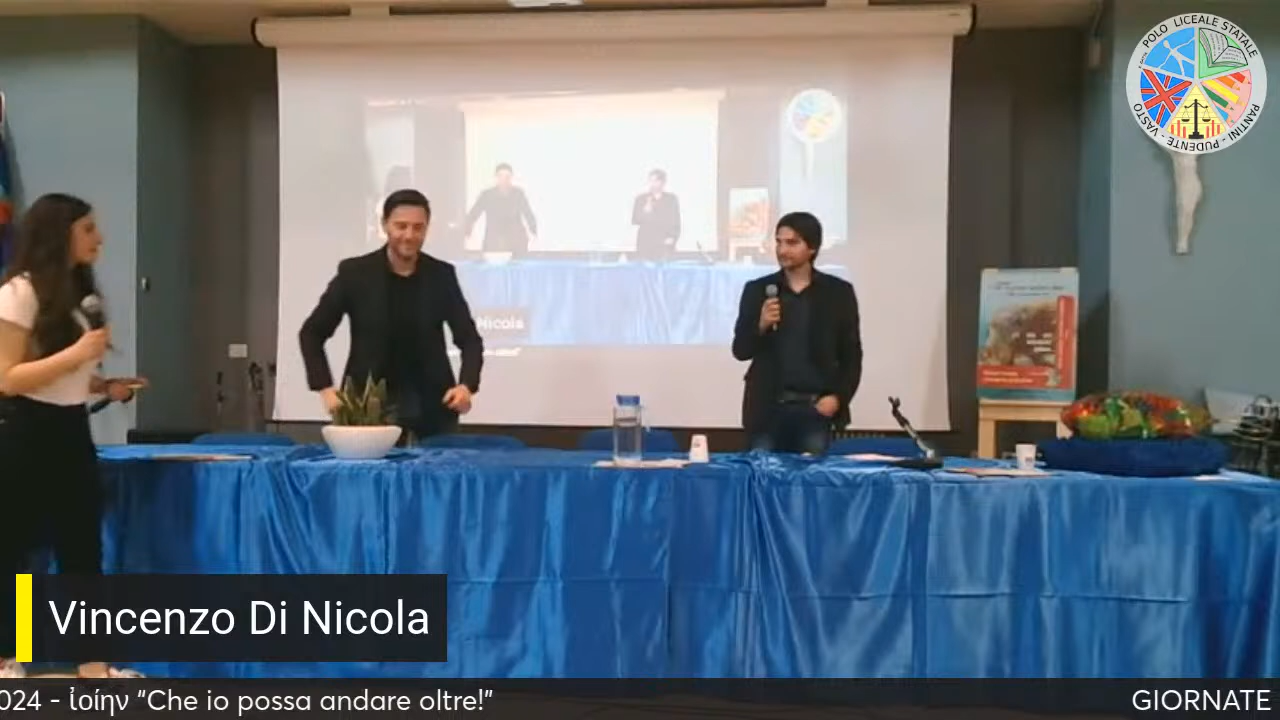 POLO LICEALE STATALE
PANTINI - PUDENTE - VASTO
Nicola
Vincenzo Di Nicola
024 - ἰοίην “Che io possa andare oltre!”
GIORNATE